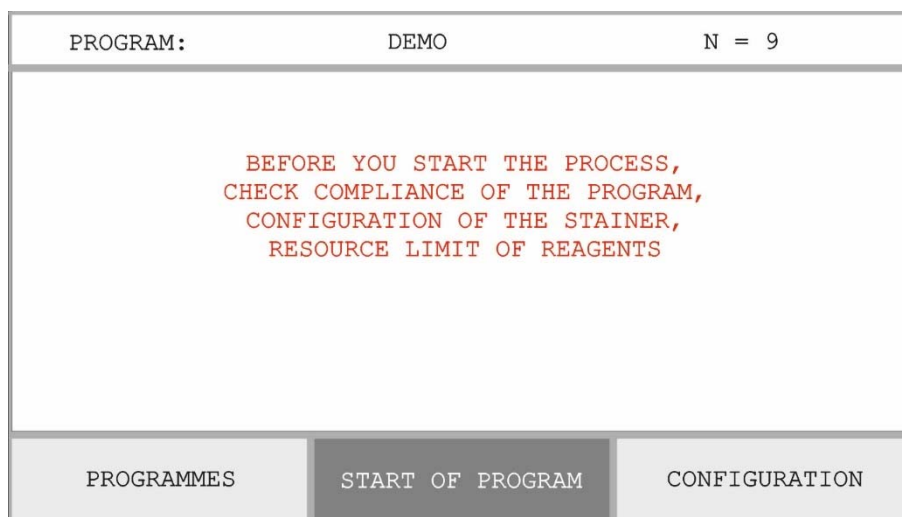 PROGRAM: DEMO N = 9
BEFORE YOU START THE PROCESS,
CHECK COMPLIANCE OF THE PROGRAM,
CONFIGURATION OF THE STAINER,
RESOURCE LIMIT OF REAGENTS
PROGRAMMES START OF PROGRAM CONFIGURATION